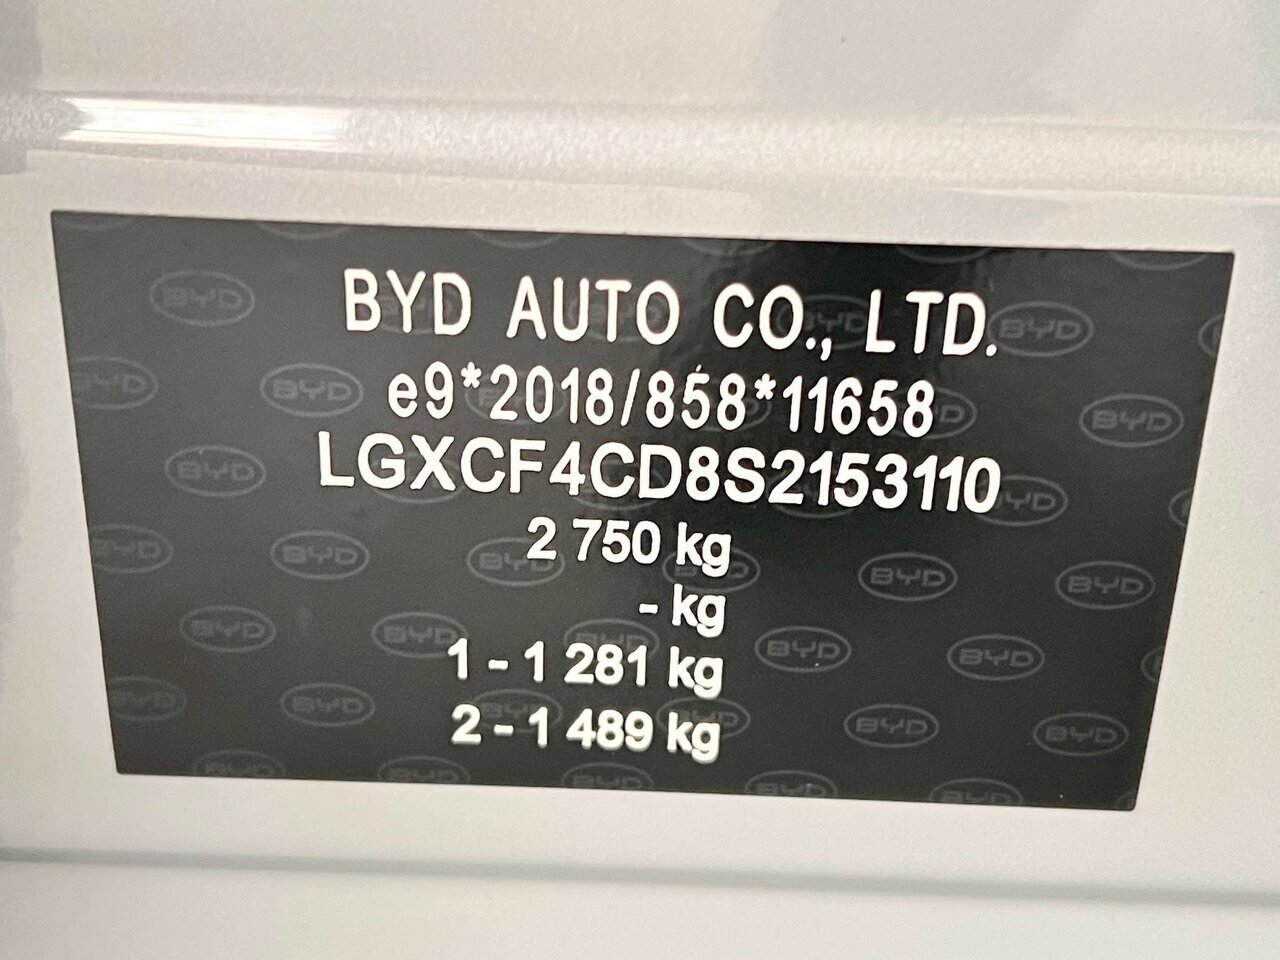 BYD AUTO CO., LTD.
e9*2018/858*11658
LGXCF4CD8S2153110
2 750 kg
- kg
1 - 1 281 kg
2 - 1 489 kg